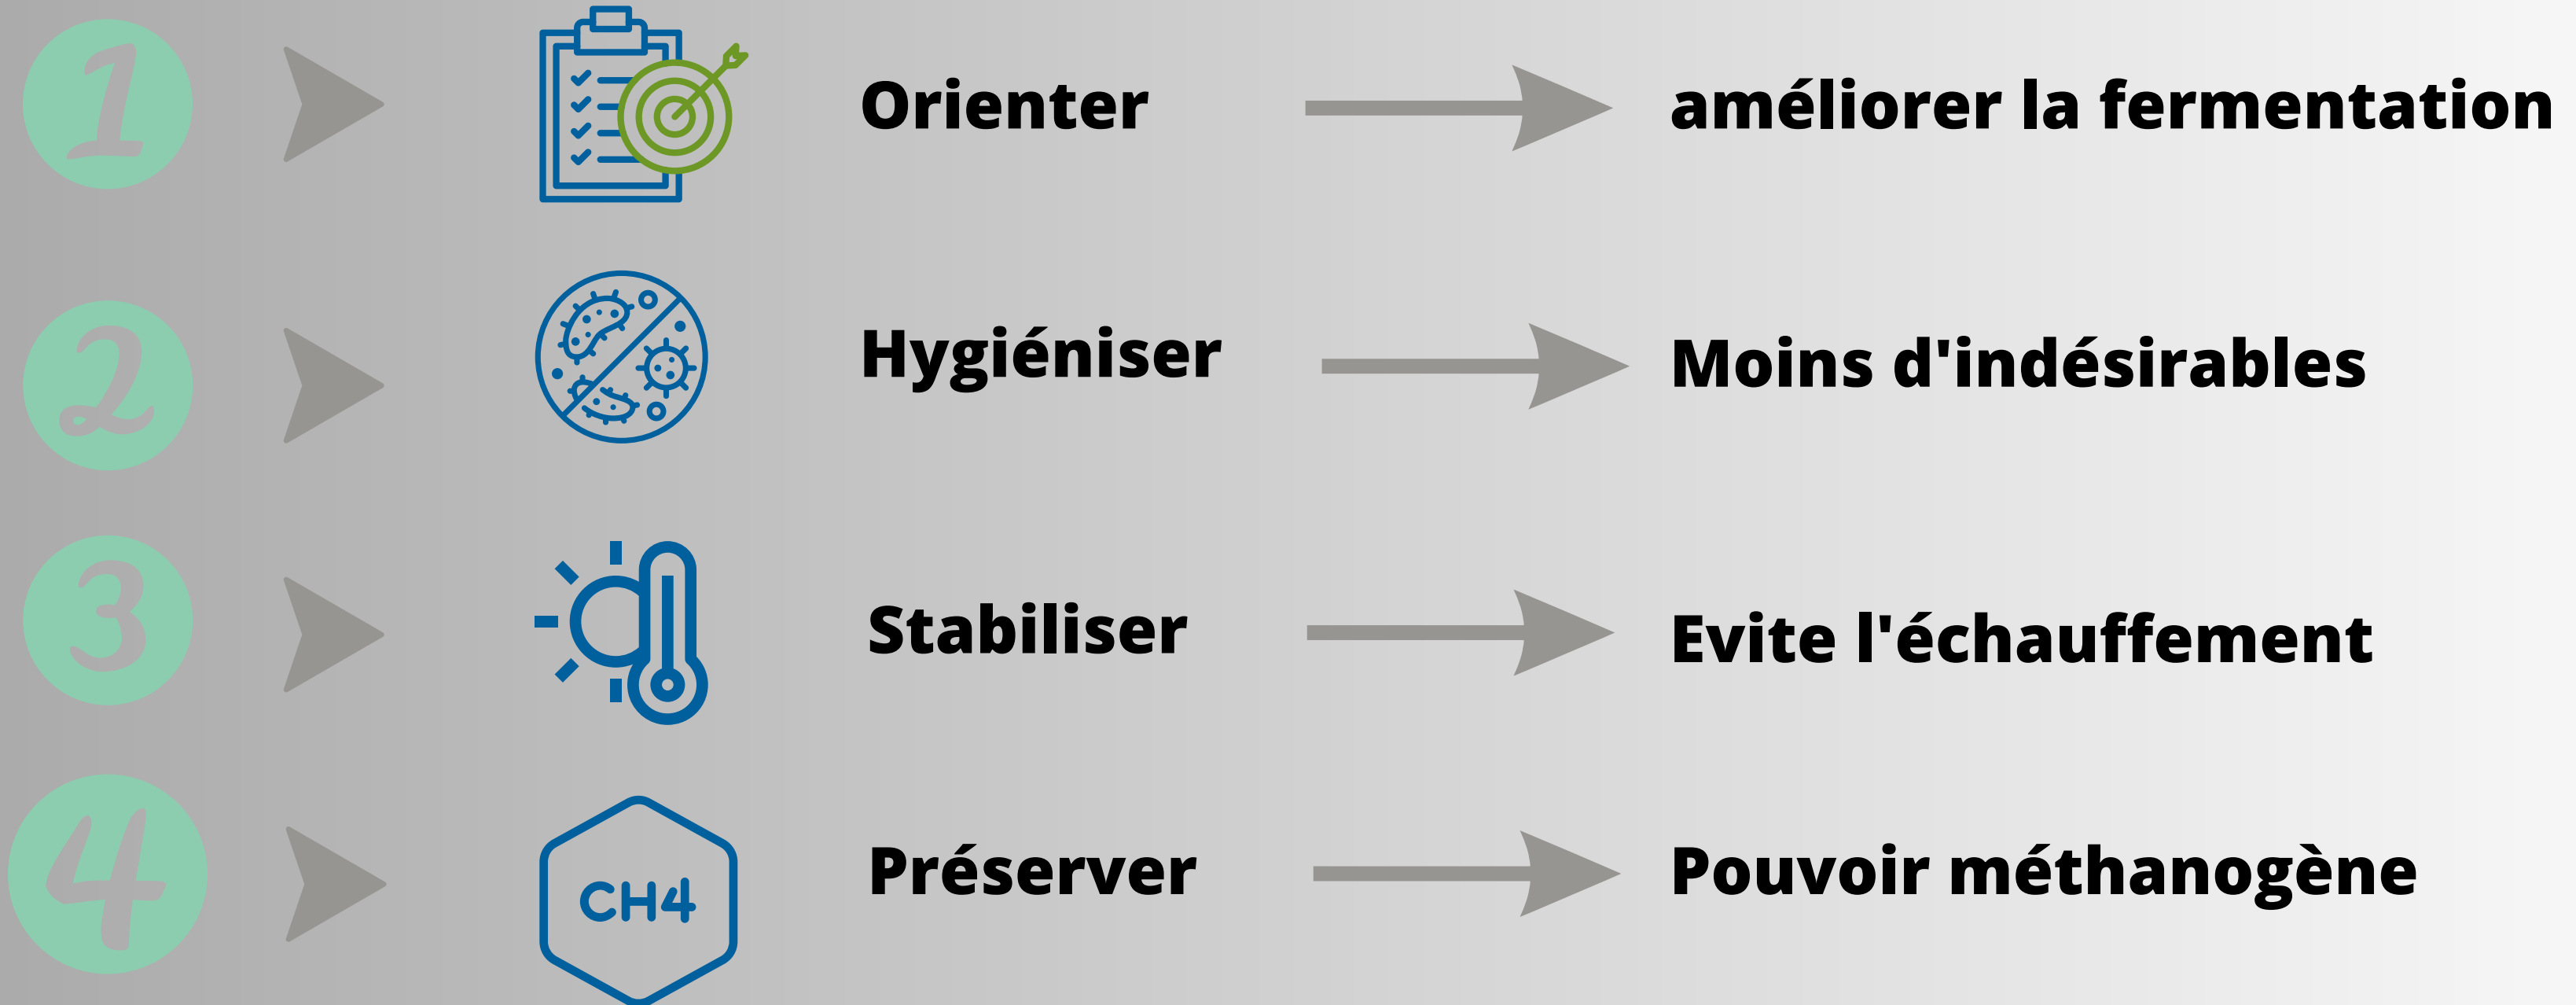 1
Orienter
améliorer la fermentation
2
Hygiéniser
Moins d'indésirables
3
Stabiliser
Evite l'échauffement
4
CH4
Préserver
Pouvoir méthanogène